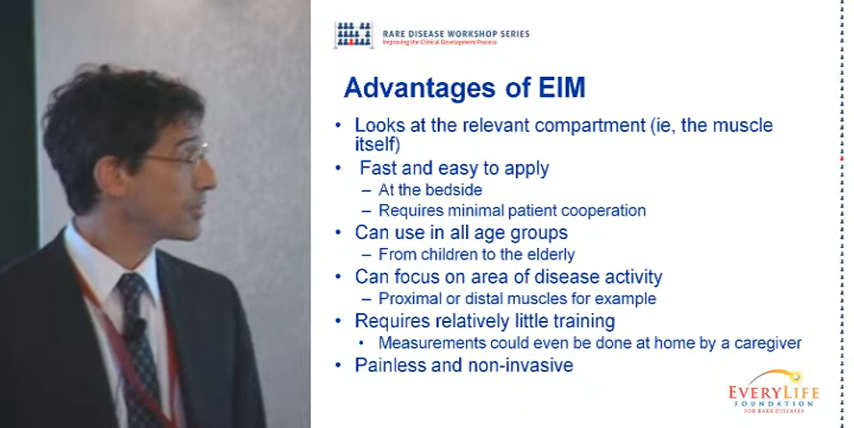 RARE DISEASE WORKSHOP SERIES
Improving the Clinical Development Process
Advantages of EIM
• Looks at the relevant compartment (ie, the muscle
itself)
• Fast and easy to apply
– At the bedside
– Requires minimal patient cooperation
• Can use in all age groups
– From children to the elderly
• Can focus on area of disease activity
– Proximal or distal muscles for example
• Requires relatively little training
• Measurements could even be done at home by a caregiver
• Painless and non-invasive
EVERYLIFE
FOUNDATION
FOR RARE DISEASES